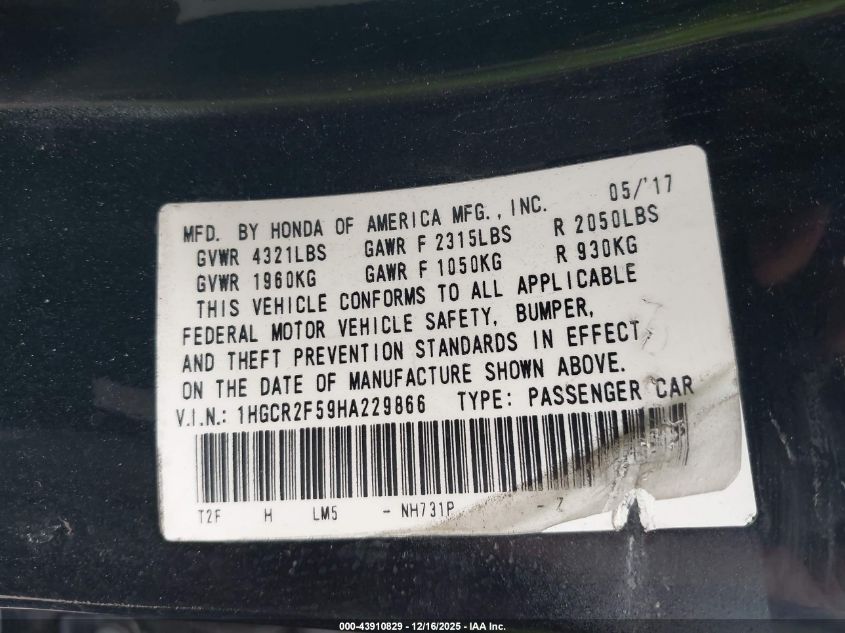 05/'17
MFD. BY HONDA OF AMERICA MFG., INC.
GVWR 4321LBS GAWR F 2315LBS R 2050LBS
GVWR 1960KG GAWR F 1050KG R 930KG
THIS VEHICLE CONFORMS TO ALL APPLICABLE
FEDERAL MOTOR VEHICLE SAFETY, BUMPER,
AND THEFT PREVENTION STANDARDS IN EFFECT
ON THE DATE OF MANUFACTURE SHOWN ABOVE.
V.I.N.: 1HGCR2F59HA229866 TYPE: PASSENGER CAR
T2F H LM5 - NH731P - Z
000-43910829 - 12/16/2025 - IAA Inc.